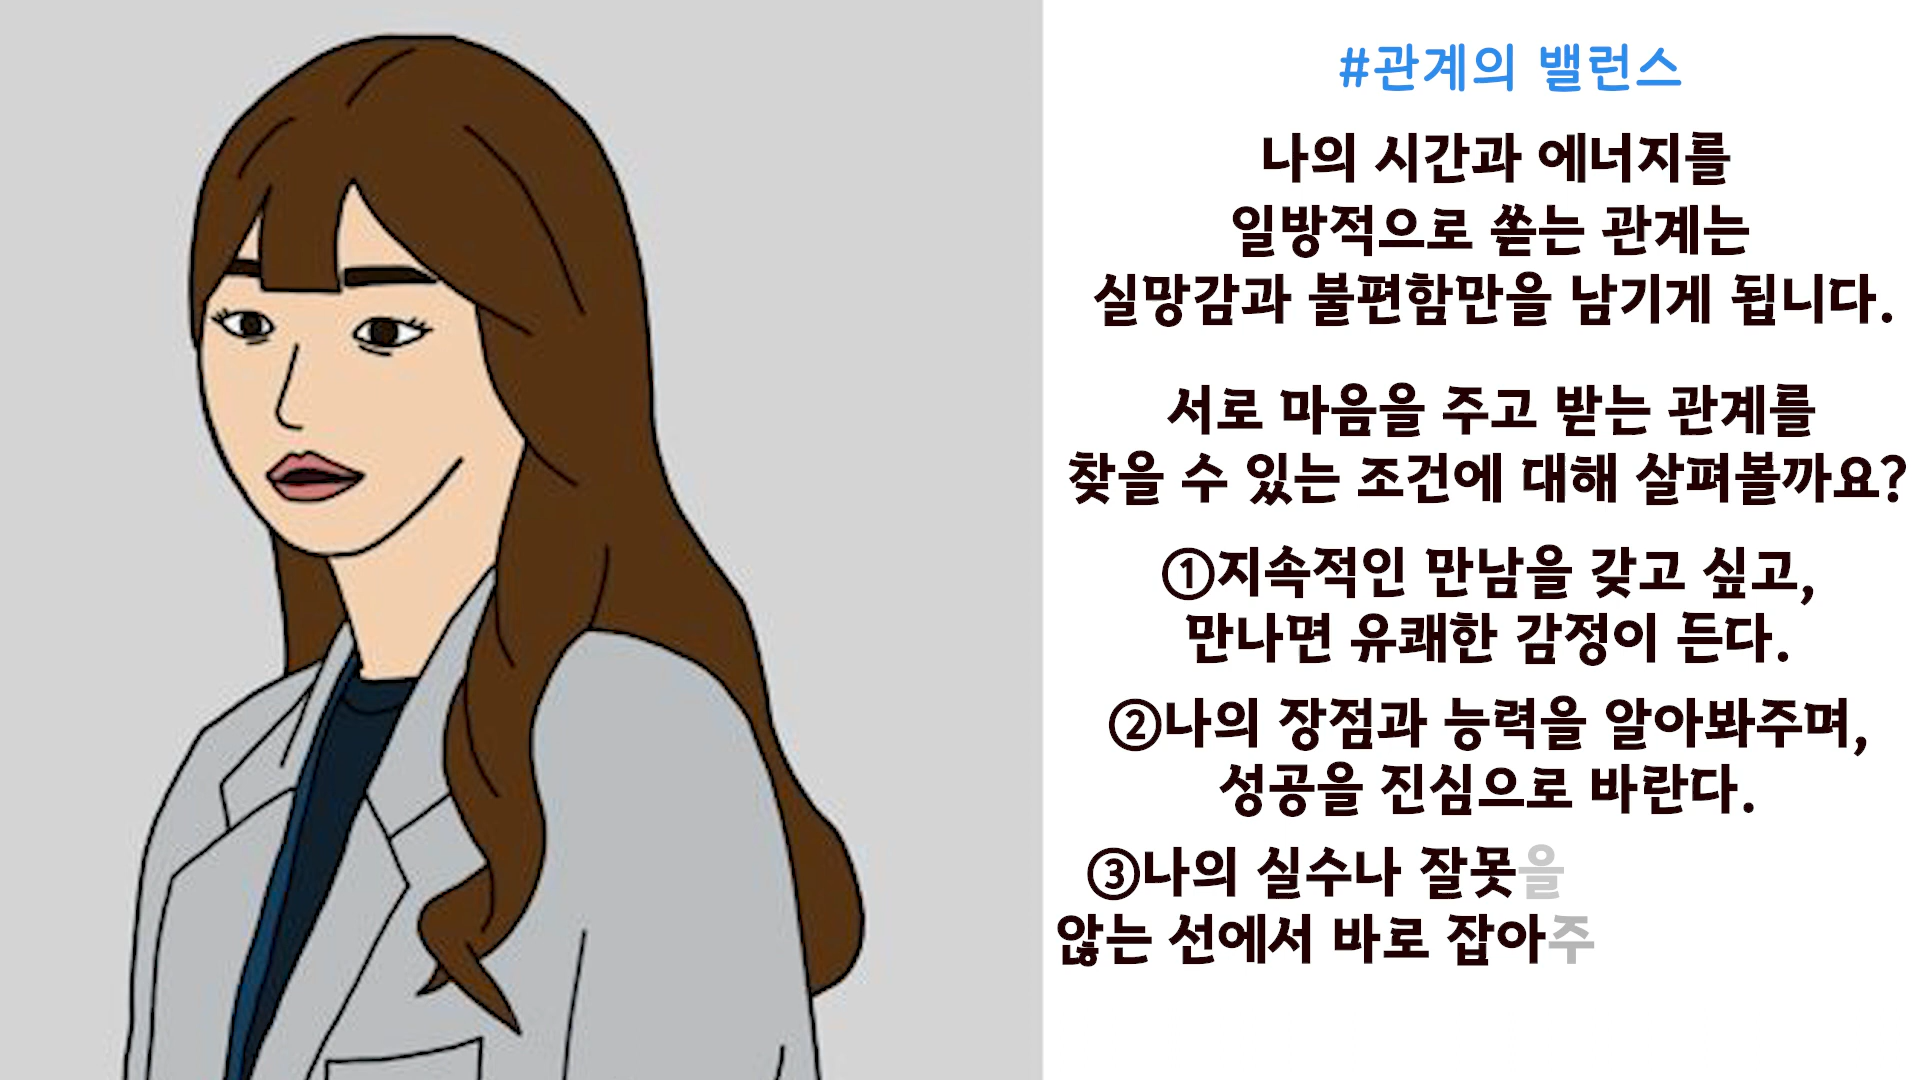 #관계의 밸런스
나의 시간과 에너지를
일방적으로 쏟는 관계는
실망감과 불편함만을 남기게 됩니다.
서로 마음을 주고 받는 관계를
찾을 수 있는 조건에 대해 살펴볼까요?
①지속적인 만남을 갖고 싶고,
만나면 유쾌한 감정이 든다.
②나의 장점과 능력을 알아봐주며,
성공을 진심으로 바란다.
③나의 실수나 잘못을
않는 선에서 바로 잡아주